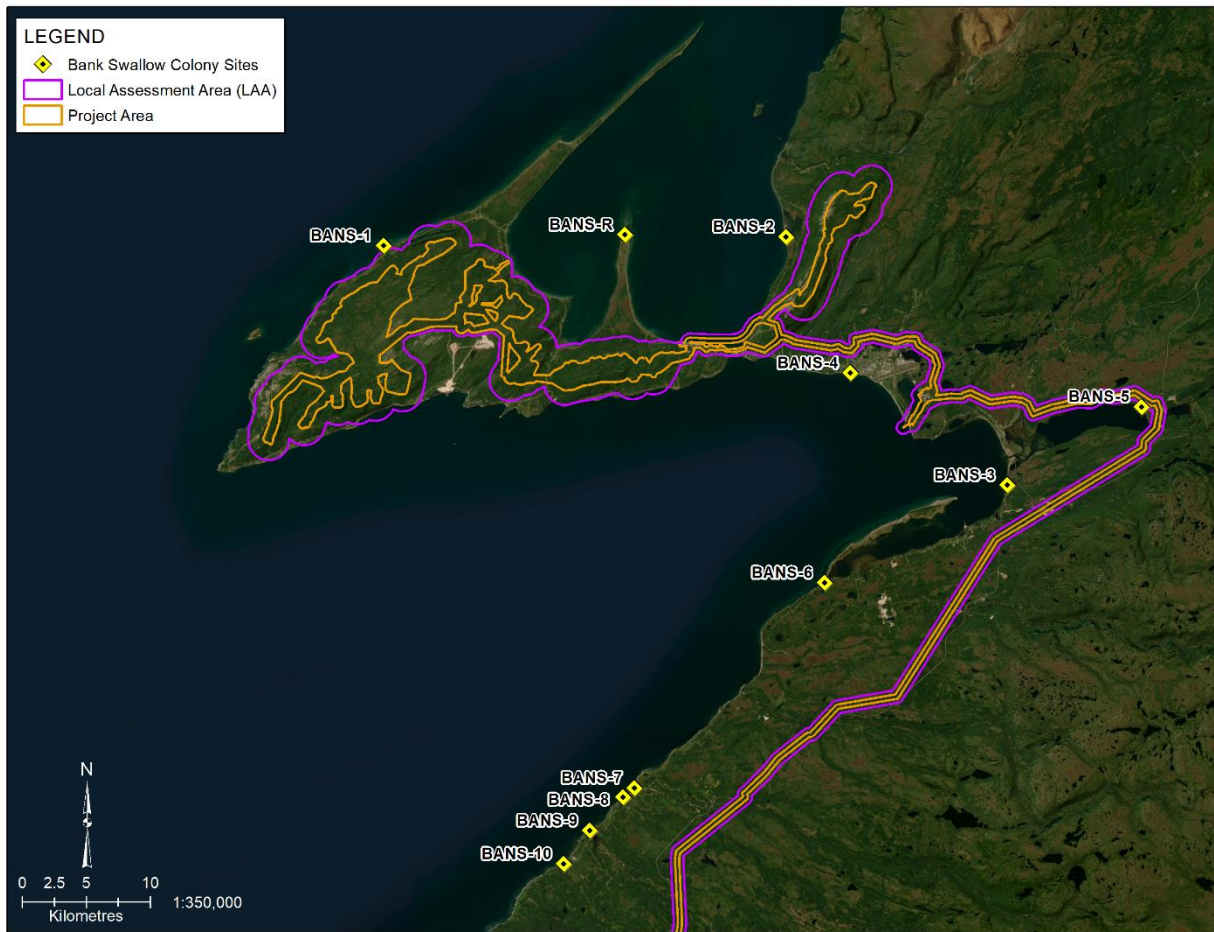 LEGEND
Bank Swallow Colony Sites
Local Assessment Area (LAA)
Project Area
BANS-1
BANS-R
BANS-2
BANS-4
BANS-5
BANS-3
BANS-6
BANS-7
BANS-8
BANS-9
BANS-10
N
0 2.5 5 10 1:350,000
Kilometres